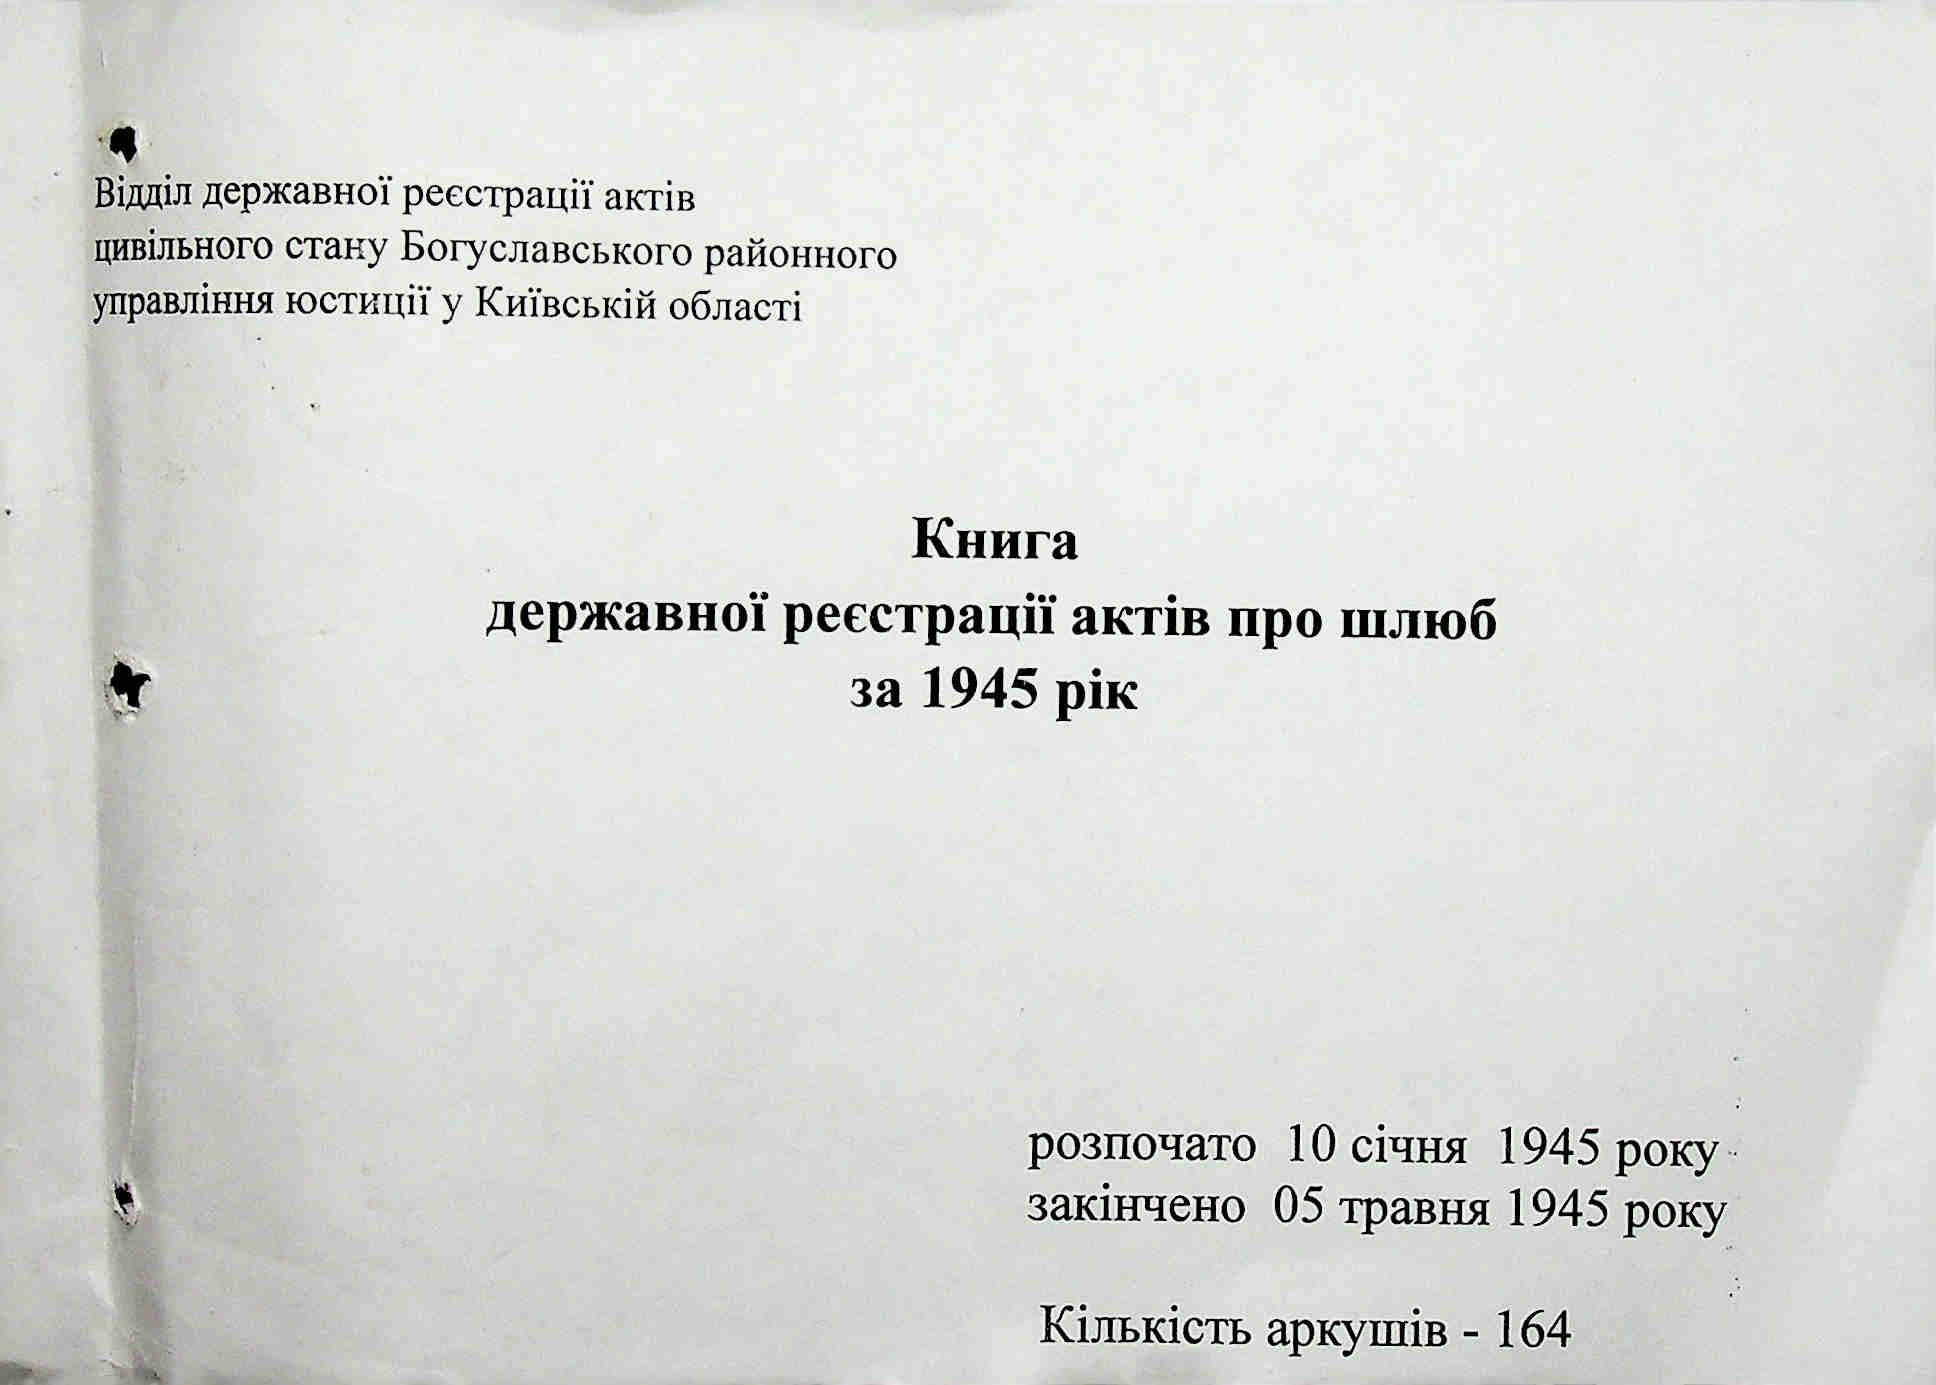 Відділ державної реєстрації актів
цивільного стану Богуславського районного
управління юстиції у Київській області
Книга
державної реєстрації актів про шлюб
за 1945 рік
розпочато 10 січня 1945 року
закінчено 05 травня 1945 року
Кількість аркушів - 164